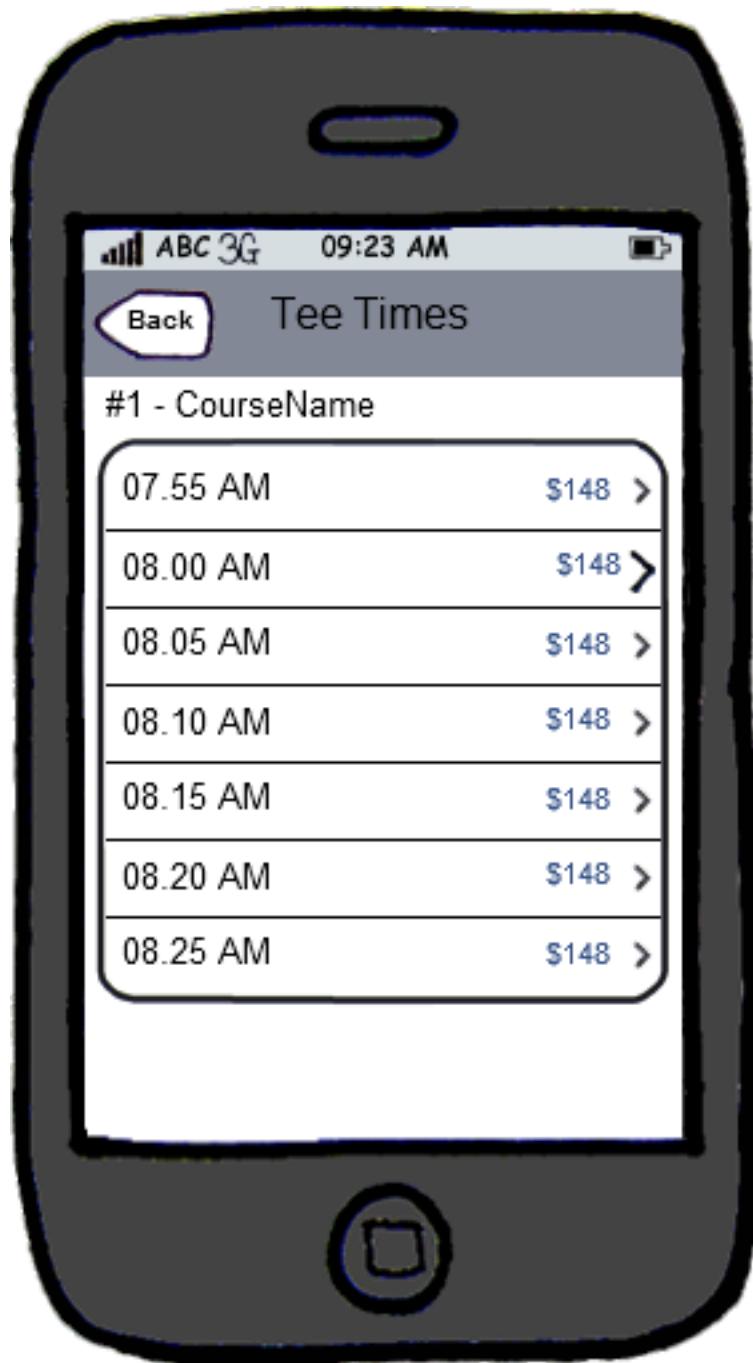 ABC 3G 09:23 AM
Back Tee Times
#1 - CourseName
07.55 AM $148
08.00 AM $148
08.05 AM $148
08.10 AM $148
08.15 AM $148
08.20 AM $148
08.25 AM $148